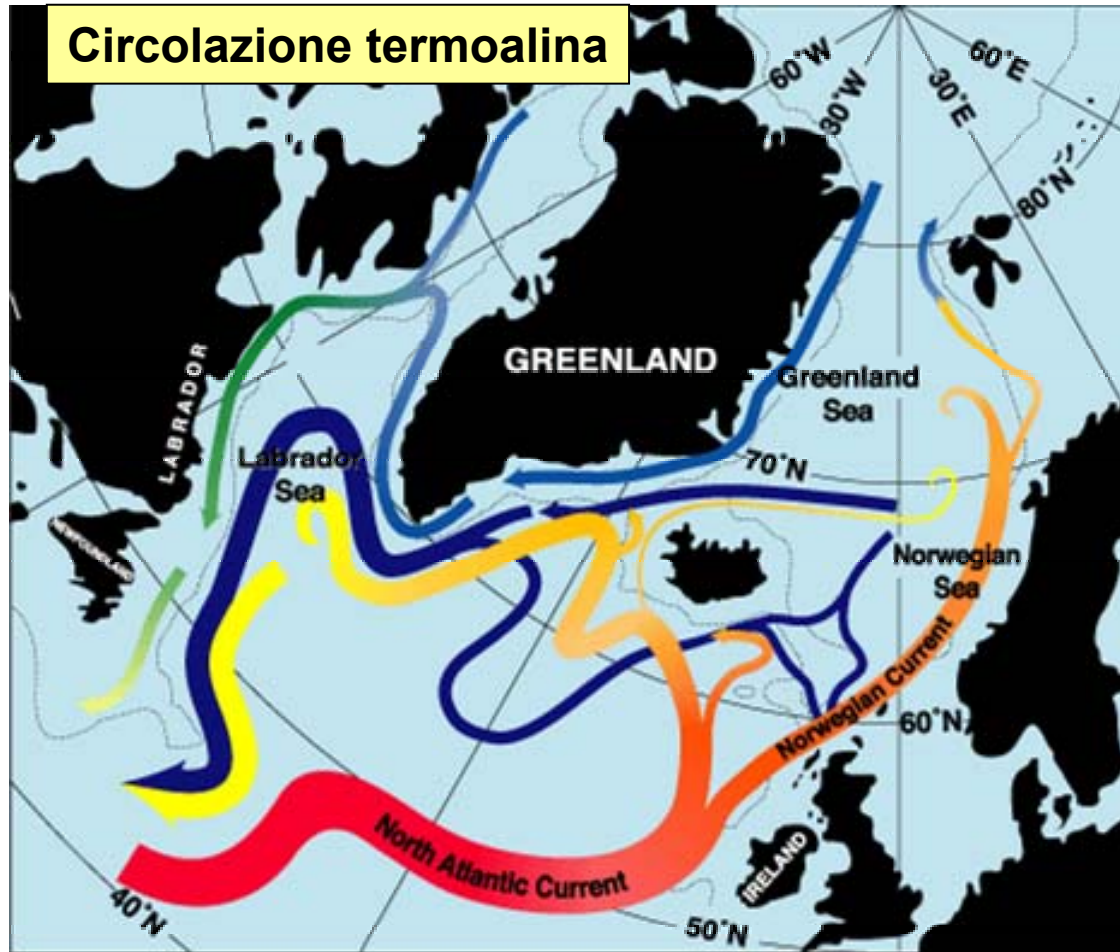 Circolazione termoalina
60°W
30°W
60°E
30°E
80°N
GREENLAND
Greenland
Sea
LABRADOR
Labrador
Sea
70°N
NEWFOUNDLAND
Norwegian
Sea
Norwegian Current
60°N
North Atlantic Current
IRELAND
40°N
50°N